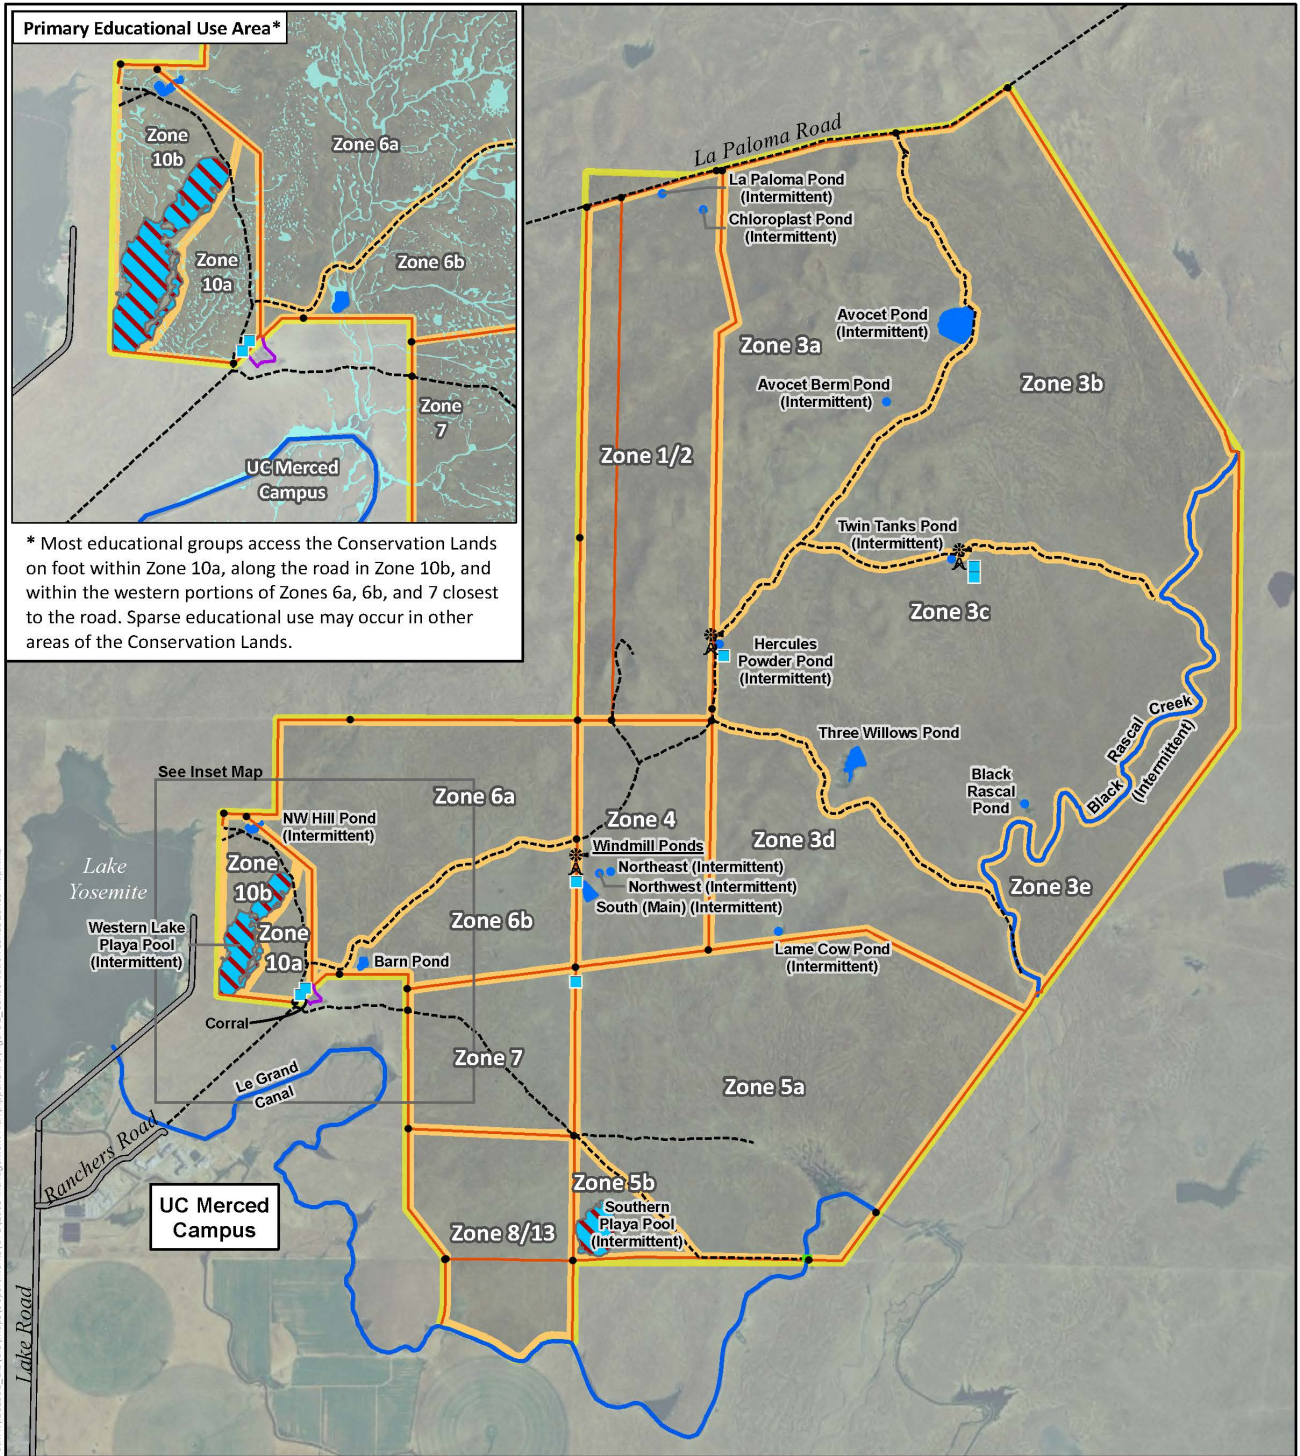 Primary Educational Use Area*
Zone
10b
Zone 6a
Zone
10a
Zone 6b
Zone
7
UC Merced
Campus
* Most educational groups access the Conservation Lands
on foot within Zone 10a, along the road in Zone 10b, and
within the western portions of Zones 6a, 6b, and 7 closest
to the road. Sparse educational use may occur in other
areas of the Conservation Lands.
La Paloma Road
La Paloma Pond
(Intermittent)
Chloroplast Pond
(Intermittent)
Avocet Pond
(Intermittent)
Zone 3a
Zone 3b
Avocet Berm Pond
(Intermittent)
Zone 1/2
Twin Tanks Pond
(Intermittent)
Zone 3c
Hercules
Powder Pond
(Intermittent)
Black Rascal Creek
(Intermittent)
Three Willows Pond
Black
Rascal
Pond
See Inset Map
Zone 6a
NW Hill Pond
(Intermittent)
Zone 4
Zone 3d
Windmill Ponds
Northeast (Intermittent)
Northwest (Intermittent)
South (Main) (Intermittent)
Zone 3e
Lake
Yosemite
Zone
10b
Zone 6b
Western Lake
Playa Pool
(Intermittent)
Zone
10a
Barn Pond
Lame Cow Pond
(Intermittent)
Corral
Zone 7
Le Grand
Canal
Zone 5a
Ranchers Road
Zone 5b
UC Merced
Campus
Southern
Playa Pool
(Intermittent)
Zone 8/13
Lake Road